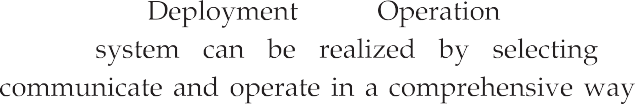 Deployment Operation
system can be realized by selecting
communicate and operate in a comprehensive way